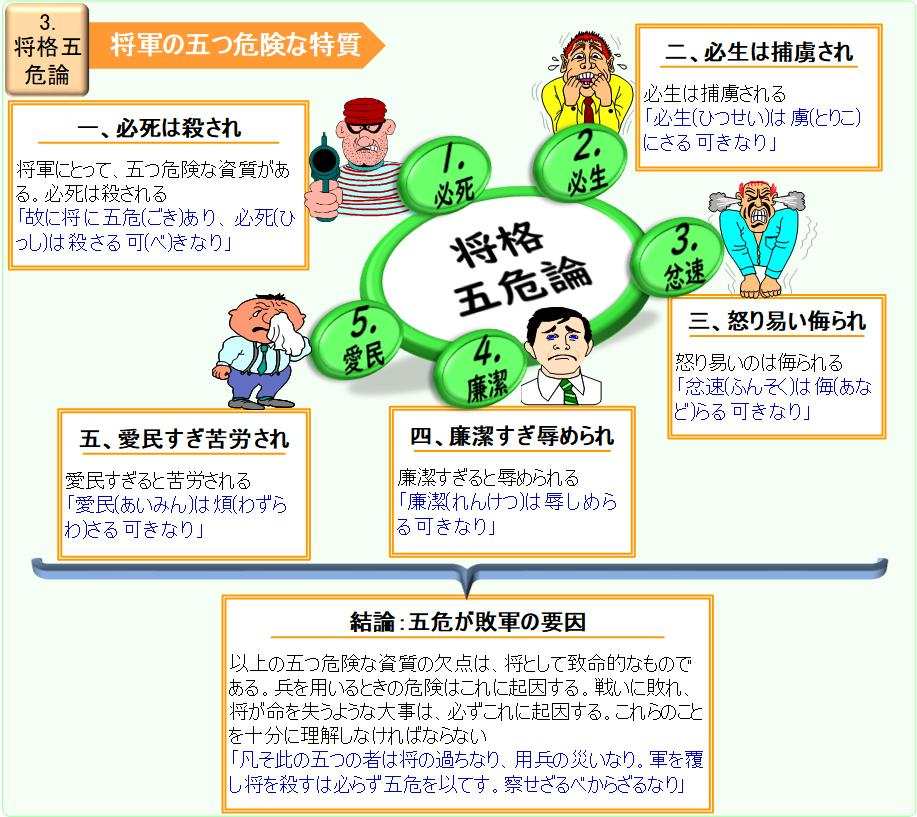 3.
将格五
危論
将軍の五つ危険な特質
一、必死は殺され
将軍にとって、五つ危険な資質があ
る。必死は殺される
「故に将に五危(ごき)あり、必死(ひ
っし)は殺さる可(べ)きなり」
二、必生は捕虜され
必生は捕虜される
「必生(ひつせい)は虜(とりこ)
にさる可きなり」
1.
必死
2.
必生
3.
忿速
4.
廉潔
5.
愛民
将格
五危論
三、怒り易い侮られ
怒り易いのは侮られる
「忿速(ふんそく)は侮(あな
ど)らる可きなり」
四、廉潔すぎ辱められ
廉潔すぎると辱められる
「廉潔(れんけつ)は辱しめら
る可きなり」
五、愛民すぎ苦労され
愛民すぎると苦労される
「愛民(あいみん)は煩(わずら
わ)さる可きなり」
結論:五危が敗軍の要因
以上の五つ危険な資質の欠点は、将として致命的なもので
ある。兵を用いるときの危険はこれに起因する。戦いに敗れ、
将が命を失うような大事は、必ずこれに起因する。これらのこと
を十分に理解しなければならない
「凡そ此の五つの者は将の過ちなり、用兵の災いなり。軍を覆
し将を殺すは必らず五危を以てす。察せざるべからざるなり」